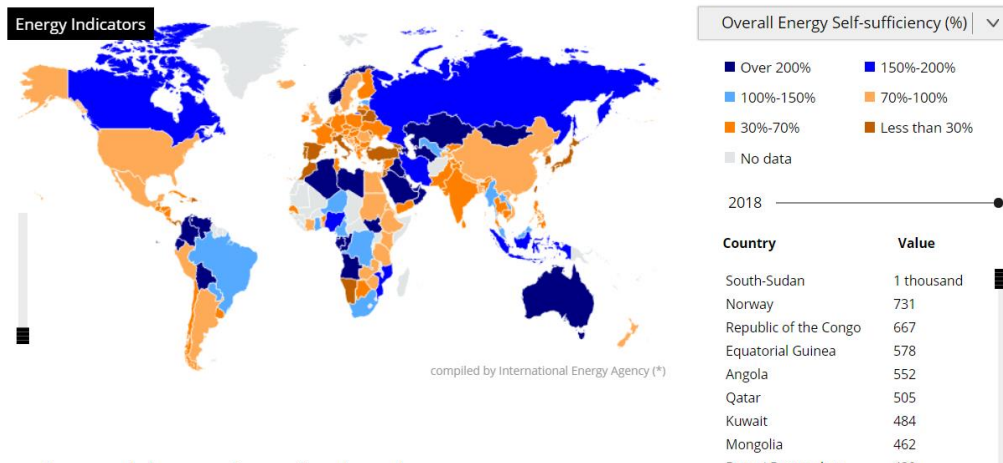 Energy Indicators
Overall Energy Self-sufficiency (%)
Over 200%
150%-200%
100%-150%
70%-100%
30%-70%
Less than 30%
No data
2018
Country Value
South-Sudan 1 thousand
Norway 731
Republic of the Congo 667
Equatorial Guinea 578
Angola 552
Qatar 505
Kuwait 484
Mongolia 462
compiled by International Energy Agency (*)